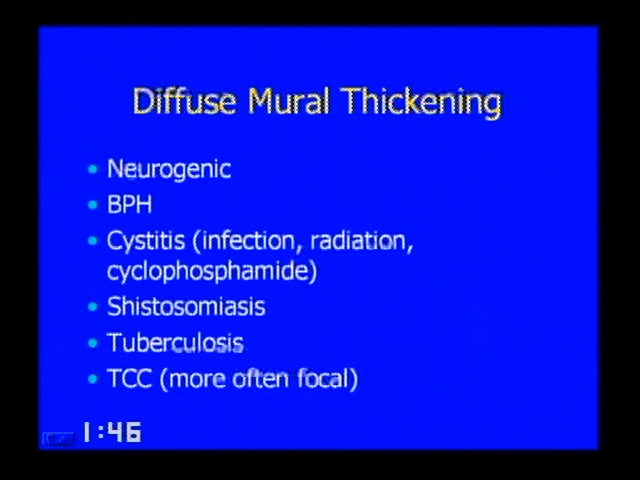 Diffuse Mural Thickening
• Neurogenic
• BPH
• Cystitis (infection, radiation,
cyclophosphamide)
• Shistosomiasis
• Tuberculosis
• TCC (more often focal)
1:46